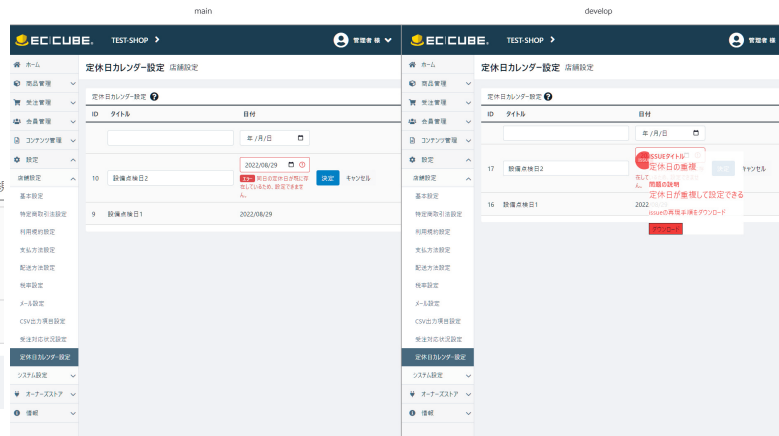 main
develop
EC CUBE.
TEST-SHOP
管理者 様
ホーム
商品管理
受注管理
会員管理
コンテンツ管理
設定
店舗設定
基本設定
特定商取引法設定
利用規約設定
支払方法設定
配送方法設定
税率設定
メール設定
CSV出力項目設定
受注対応状況設定
定休日カレンダー設定
システム設定
オーナーズストア
情報
定休日カレンダー設定 店舗設定
定休日カレンダー設定
ID タイトル 日付
年 /月/日
10 設備点検日2 2022/08/29
エラー 同日の定休日が既に存
在しているため、設定できませ
ん。
決定 キャンセル
9 設備点検日1 2022/08/29
EC CUBE.
TEST-SHOP
管理者 様
ホーム
商品管理
受注管理
会員管理
コンテンツ管理
設定
店舗設定
基本設定
特定商取引法設定
利用規約設定
支払方法設定
配送方法設定
税率設定
メール設定
CSV出力項目設定
受注対応状況設定
定休日カレンダー設定
システム設定
オーナーズストア
情報
定休日カレンダー設定 店舗設定
定休日カレンダー設定
ID タイトル 日付
年 /月/日
17 設備点検日2
在して
ん。
決定 キャンセル
16 設備点検日1 2022
ISSUEタイトル
定休日の重複
問題の説明
定休日が重複して設定できる
issueの再現手順をダウンロード
ダウンロード